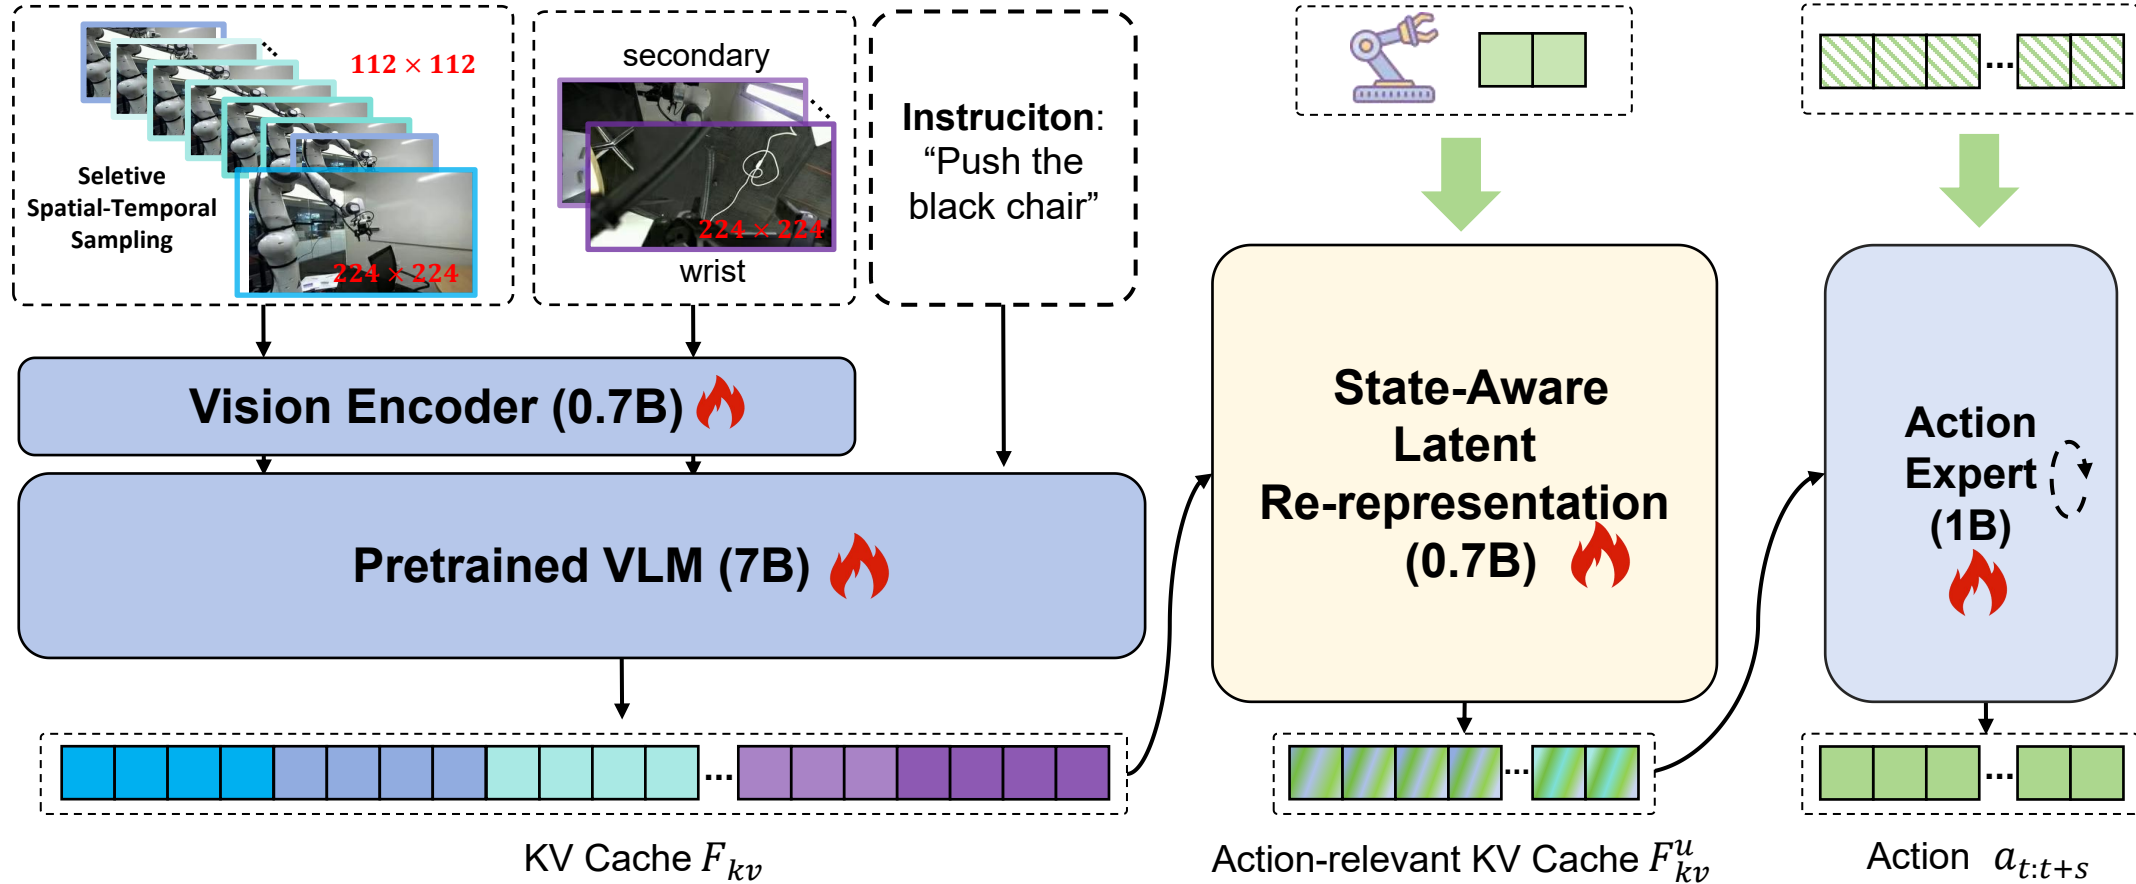 112 × 112
Seletive
Spatial-Temporal
Sampling
224 × 224
secondary
224 × 224
wrist
Instruciton:
“Push the
black chair”
...
Vision Encoder (0.7B)
Pretrained VLM (7B)
State-Aware
Latent
Re-representation
(0.7B)
Action
Expert
(1B)
...
...
...
KV Cache F_kv
Action-relevant KV Cache F^u_kv
Action a_t:t+s